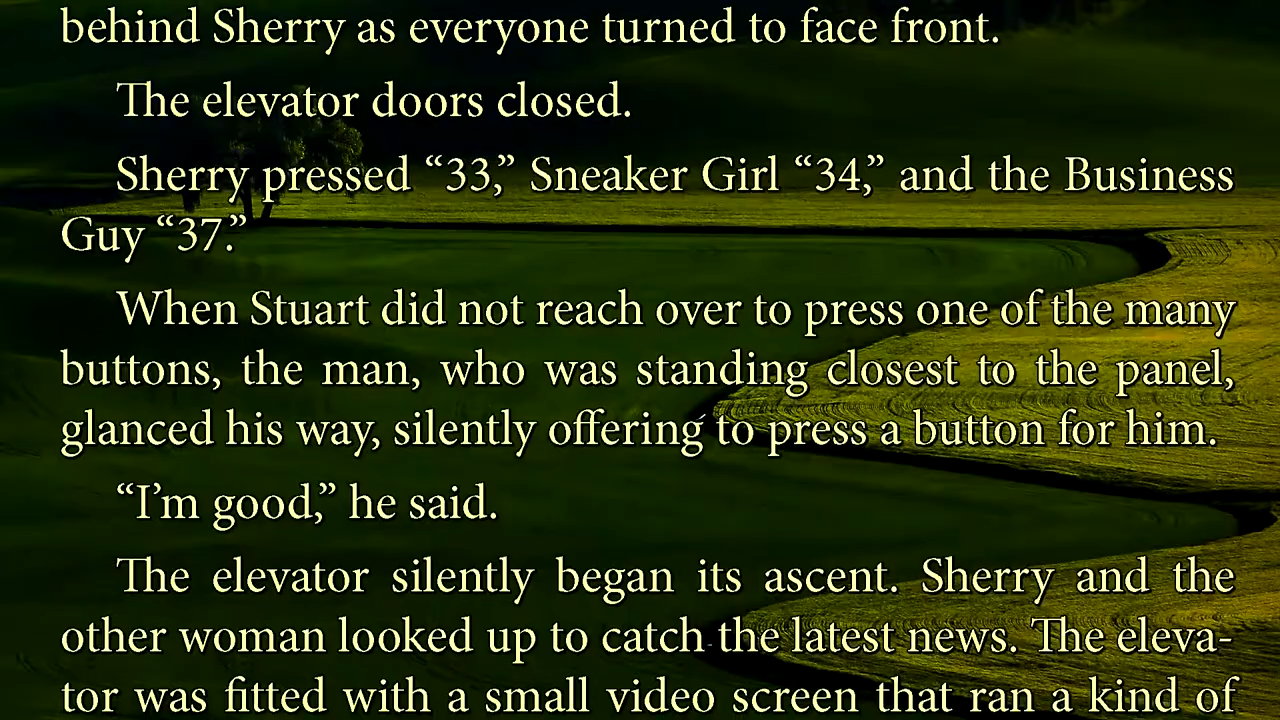 behind Sherry as everyone turned to face front.
The elevator doors closed.
Sherry pressed “33,” Sneaker Girl “34,” and the Business
Guy “37.”
When Stuart did not reach over to press one of the many
buttons, the man, who was standing closest to the panel,
glanced his way, silently offering to press a button for him.
“I’m good,” he said.
The elevator silently began its ascent. Sherry and the
other woman looked up to catch the latest news. The eleva-
tor was fitted with a small video screen that ran a kind of